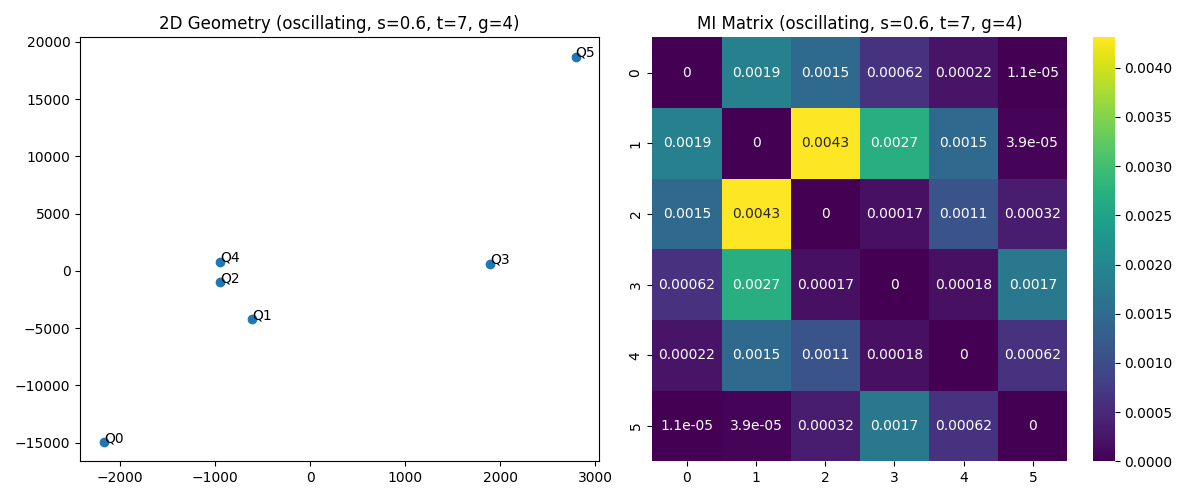 2D Geometry (oscillating, s=0.6, t=7, g=4)
20000
15000
10000
5000
0
−5000
−10000
−15000
−2000 −1000 0 1000 2000 3000
Q5
Q3
Q4
Q2
Q1
Q0
MI Matrix (oscillating, s=0.6, t=7, g=4)
0 0 0.0019 0.0015 0.00062 0.00022 1.1e-05
1 0.0019 0 0.0043 0.0027 0.0015 3.9e-05
2 0.0015 0.0043 0 0.00017 0.0011 0.00032
3 0.00062 0.0027 0.00017 0 0.00018 0.0017
4 0.00022 0.0015 0.0011 0.00018 0 0.00062
5 1.1e-05 3.9e-05 0.00032 0.0017 0.00062 0
0 1 2 3 4 5
0.0040
0.0035
0.0030
0.0025
0.0020
0.0015
0.0010
0.0005
0.0000